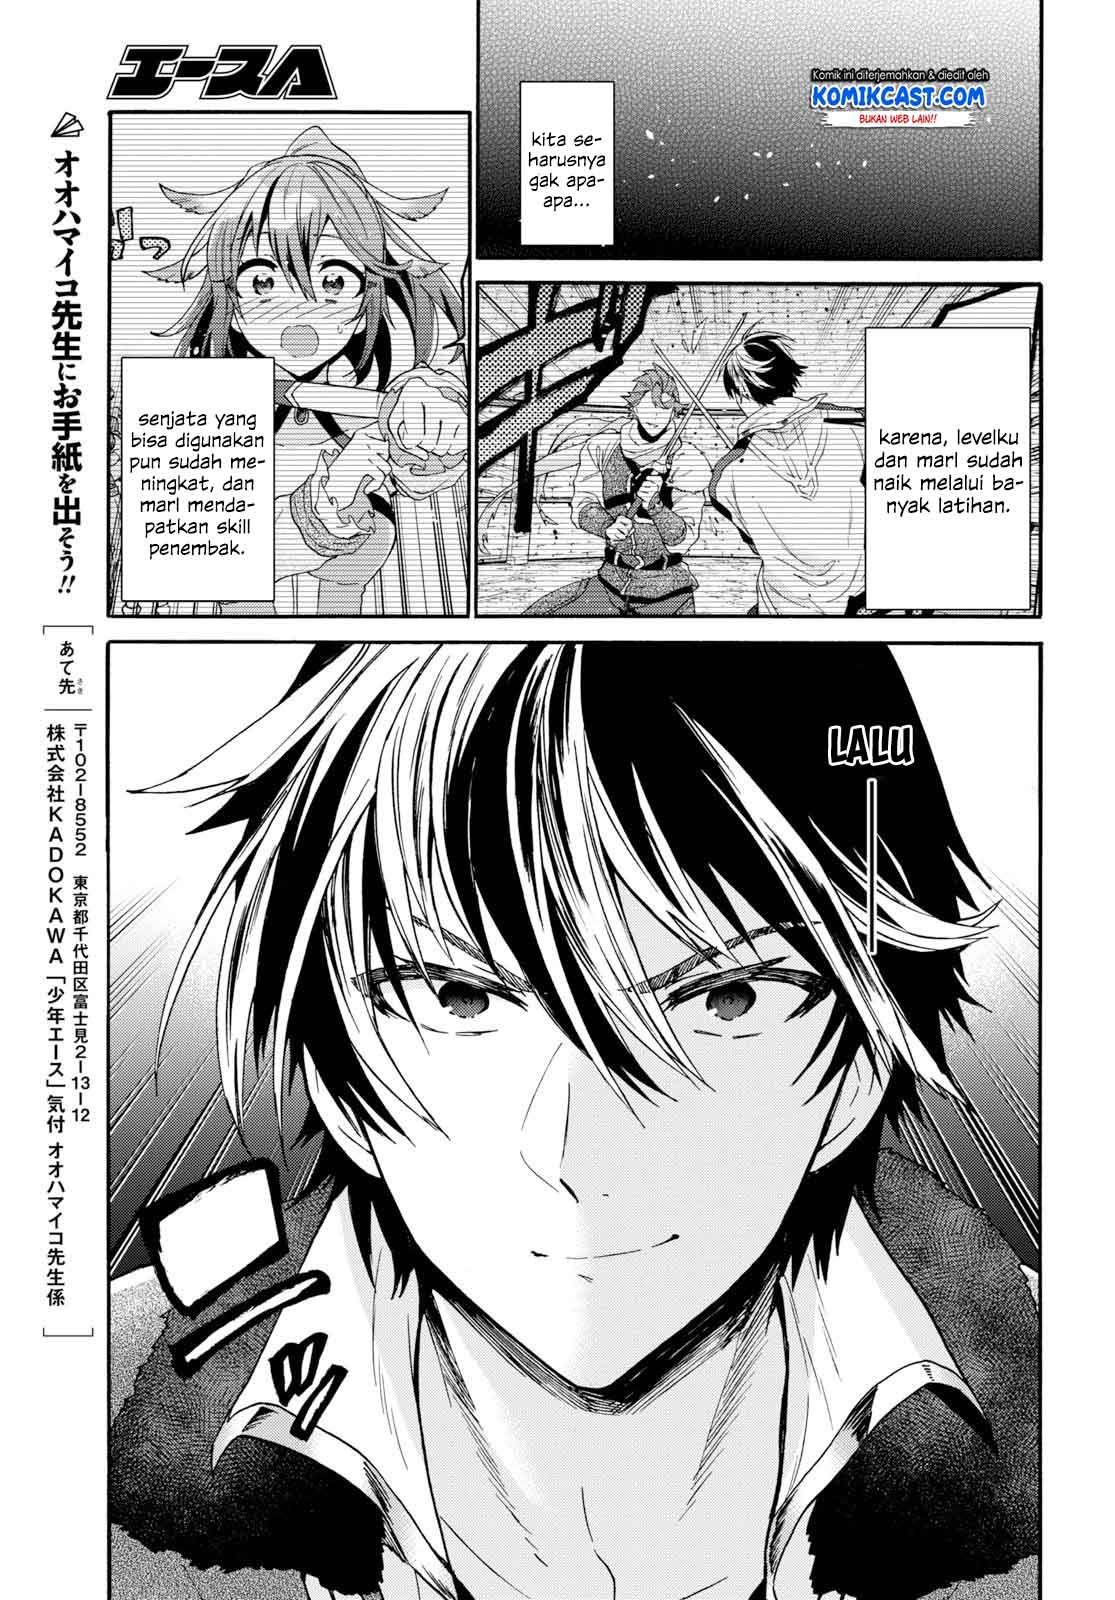 エースA
Komik ini diterjemahkan & diedit oleh
KOMIKCAST.COM
BUKAN WEB LAIN!!
kita se-
harusnya
gak apa-
apa...
karena, levelku
dan marl sudah
naik melalui ba-
nyak latihan.
senjata yang
bisa digunakan
pun sudah me-
ningkat, dan
marl menda-
patkan skill
penembak.
LALU
オオハマイコ先生にお手紙を出そう!!
あて先
さき
〒102-8552 東京都千代田区富士見2-13-12
株式会社KADOKAWA「少年エース」気付 オオハマイコ先生係